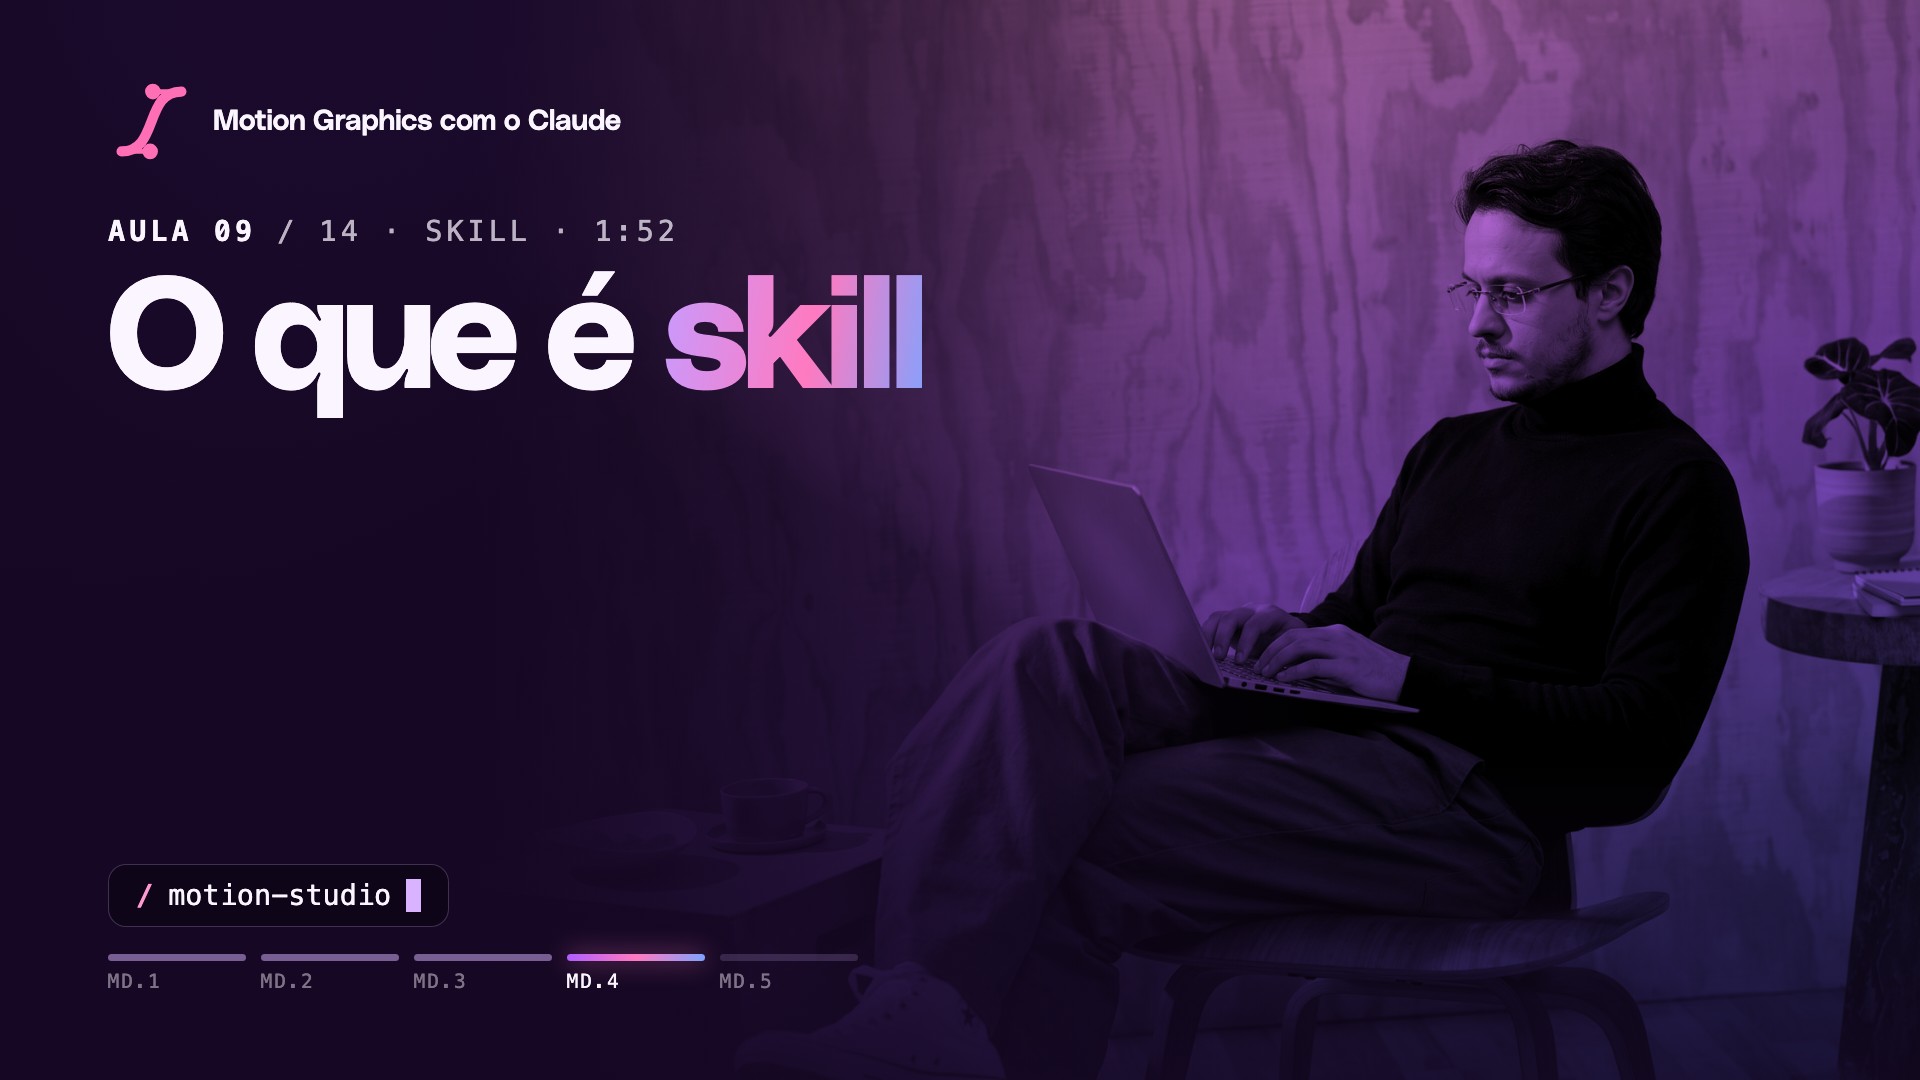 Motion Graphics com o Claude
AULA 09 / 14 · SKILL · 1:52
O que é skill
/ motion-studio
MD.1 MD.2 MD.3 MD.4 MD.5